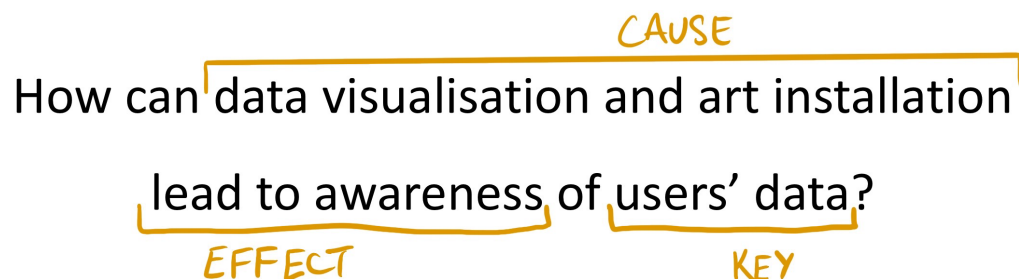 CAUSE
How can data visualisation and art installation
lead to awareness of users’ data?
EFFECT KEY